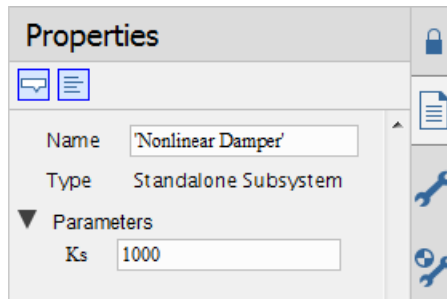 Properties
Name 'Nonlinear Damper'
Type Standalone Subsystem
Parameters
Ks 1000